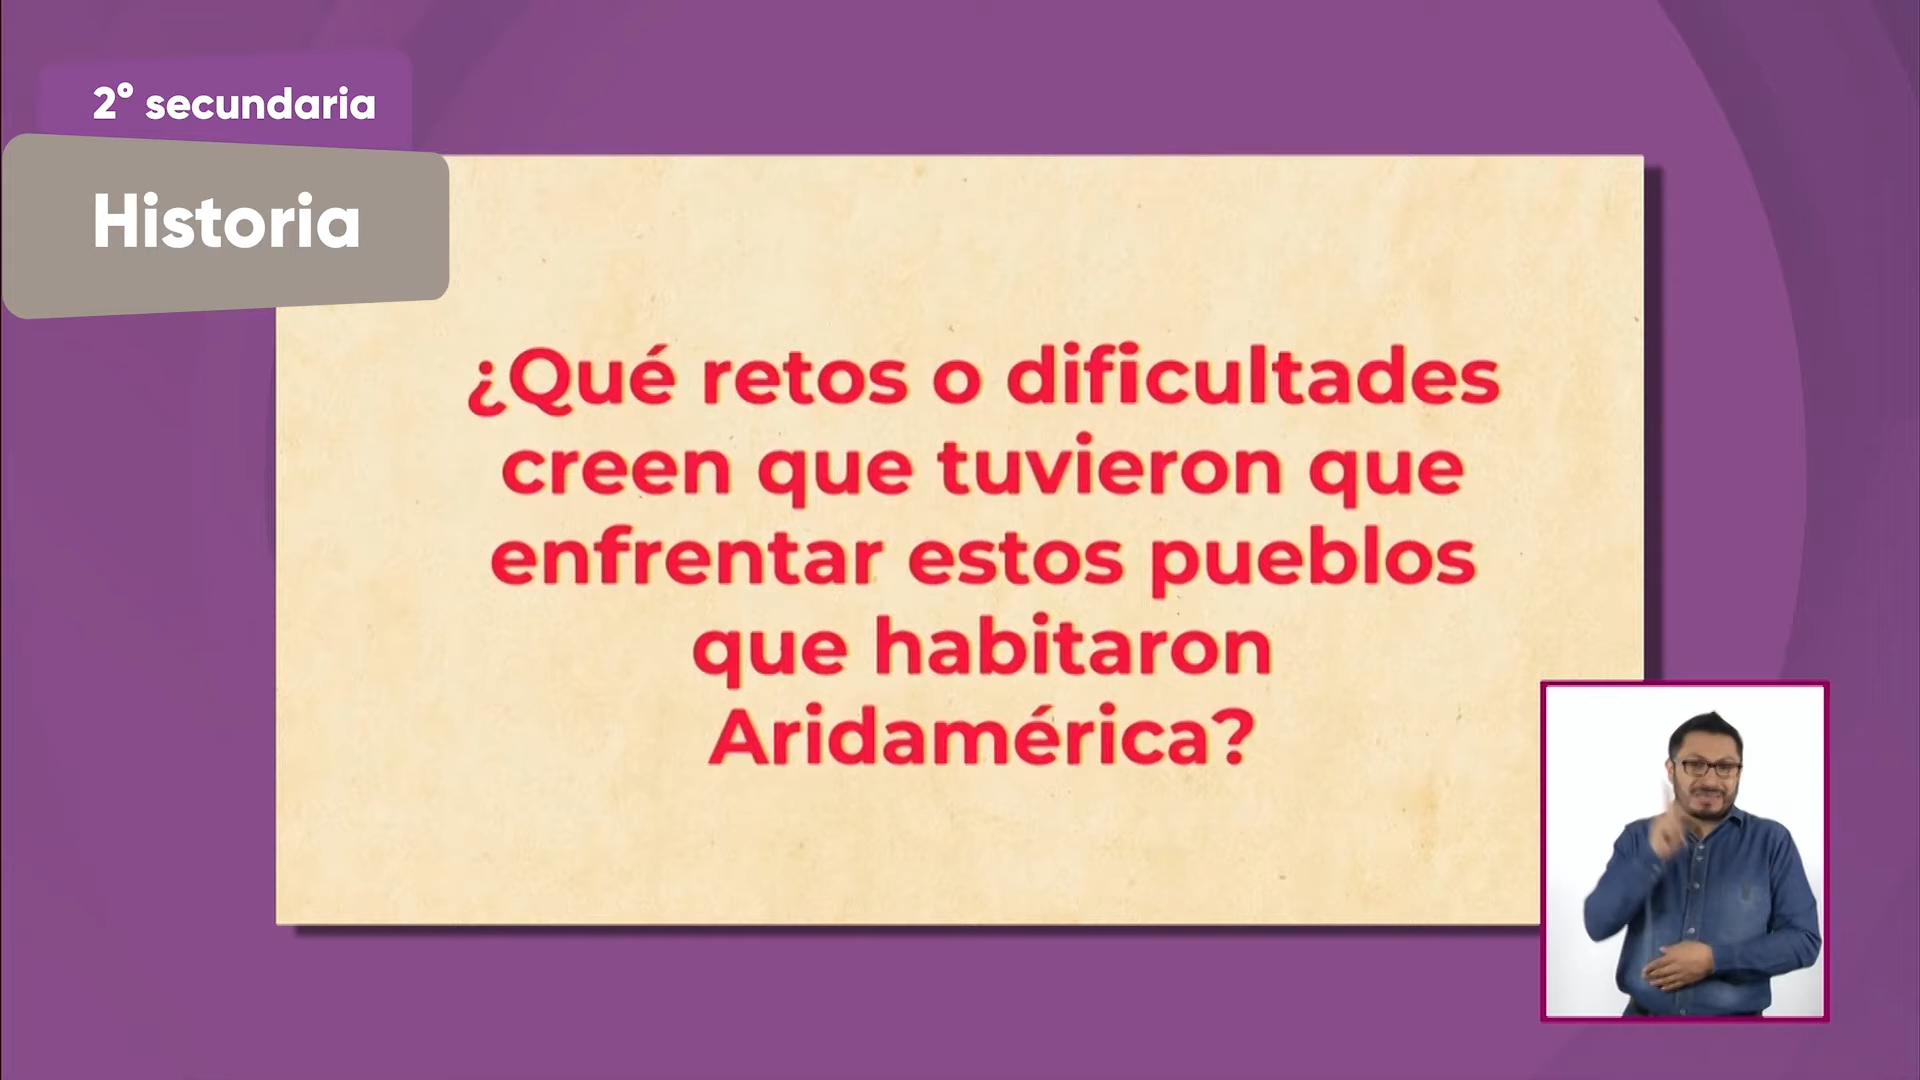 2° secundaria
Historia
¿Qué retos o dificultades
creen que tuvieron que
enfrentar estos pueblos
que habitaron
Aridamérica?